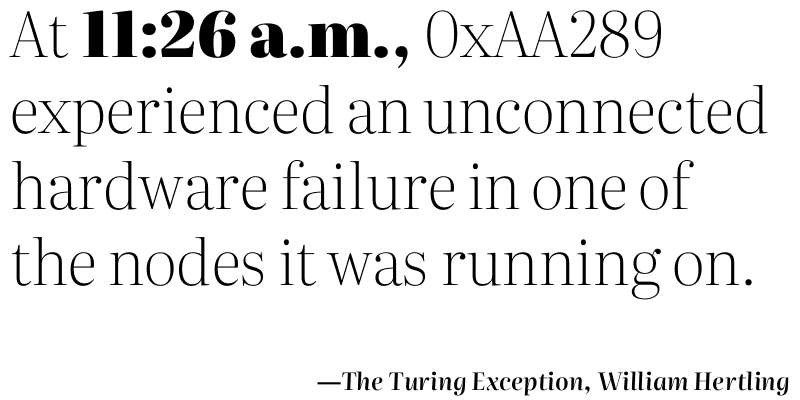 At 11:26 a.m., 0xAA289
experienced an unconnected
hardware failure in one of
the nodes it was running on.
—The Turing Exception, William Hertling